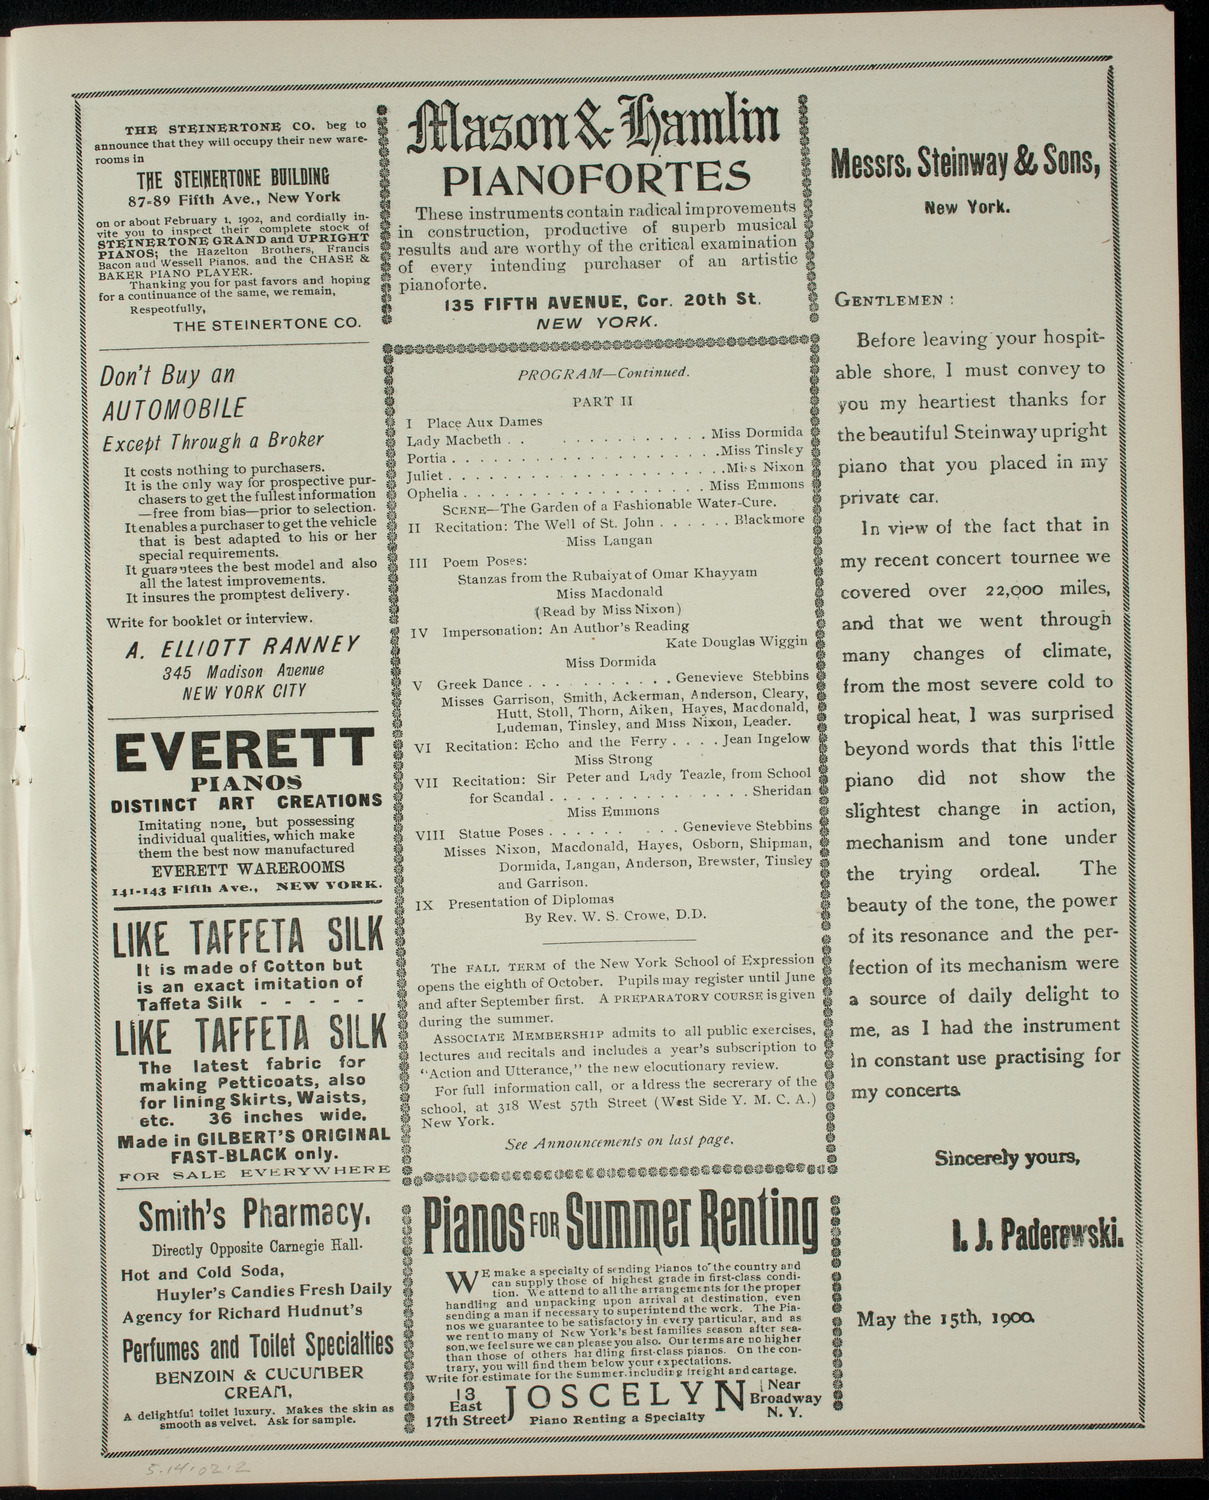 THE STEINERTONE CO. beg to
announce that they will occupy their new ware-
rooms in
THE STEINERTONE BUILDING
87-89 Fifth Ave., New York
on or about February 1, 1902, and cordially in-
vite you to inspect their complete stock of
STEINERTONE GRAND and UPRIGHT
PIANOS; the Hazelton Brothers, Francis
Bacon and Wessell Pianos, and the CHASE &
BAKER PIANO PLAYER.
Thanking you for past favors and hoping
for a continuance of the same, we remain,
Respectfully,
THE STEINERTONE CO.
Don't Buy an
AUTOMOBILE
Except Through a Broker
It costs nothing to purchasers.
It is the only way for prospective pur-
chasers to get the fullest information
—free from bias—prior to selection.
It enables a purchaser to get the vehicle
that is best adapted to his or her
special requirements.
It guarantees the best model and also
all the latest improvements.
It insures the promptest delivery.
Write for booklet or interview.
A. ELLIOTT RANNEY
345 Madison Avenue
NEW YORK CITY
EVERETT
PIANOS
DISTINCT ART CREATIONS
Imitating none, but possessing
individual qualities, which make
them the best now manufactured
EVERETT WAREROOMS
141-143 Fifth Ave., NEW YORK.
LIKE TAFFETA SILK
It is made of Cotton but
is an exact imitation of
Taffeta Silk - - - - -
LIKE TAFFETA SILK
The latest fabric for
making Petticoats, also
for lining Skirts, Waists,
etc. 36 inches wide.
Made in GILBERT'S ORIGINAL
FAST-BLACK only.
FOR SALE EVERYWHERE
Smith's Pharmacy,
Directly Opposite Carnegie Hall.
Hot and Cold Soda,
Huyler's Candies Fresh Daily
Agency for Richard Hudnut's
Perfumes and Toilet Specialties
BENZOIN & CUCUMBER
CREAM,
A delightful toilet luxury. Makes the skin as
smooth as velvet. Ask for sample.
Mason & Hamlin
PIANOFORTES
These instruments contain radical improvements
in construction, productive of superb musical
results and are worthy of the critical examination
of every intending purchaser of an artistic
pianoforte.
135 FIFTH AVENUE, Cor. 20th St.
NEW YORK.
PROGRAM—Continued.
PART II
I Place Aux Dames
Lady Macbeth . . . . . . . . . . . . . Miss Dormida
Portia . . . . . . . . . . . . . . . . . . Miss Tinsley
Juliet . . . . . . . . . . . . . . . . . . Miss Nixon
Ophelia . . . . . . . . . . . . . . . . . Miss Emmons
SCENE—The Garden of a Fashionable Water-Cure.
II Recitation: The Well of St. John . . . . . . Blackmore
Miss Langan
III Poem Poses:
Stanzas from the Rubaiyat of Omar Khayyam
Miss Macdonald
(Read by Miss Nixon)
IV Impersonation: An Author's Reading
Kate Douglas Wiggin
Miss Dormida
V Greek Dance . . . . . . . . . . . Genevieve Stebbins
Misses Garrison, Smith, Ackerman, Anderson, Cleary,
Hutt, Stoll, Thorn, Aiken, Hayes, Macdonald,
Ludeman, Tinsley, and Miss Nixon, Leader.
VI Recitation: Echo and the Ferry . . . . Jean Ingelow
Miss Strong
VII Recitation: Sir Peter and Lady Teazle, from School
for Scandal . . . . . . . . . . . . . . . Sheridan
Miss Emmons
VIII Statue Poses . . . . . . . . . Genevieve Stebbins
Misses Nixon, Macdonald, Hayes, Osborn, Shipman,
Dormida, Langan, Anderson, Brewster, Tinsley
and Garrison.
IX Presentation of Diplomas
By Rev. W. S. Crowe, D.D.
The FALL TERM of the New York School of Expression
opens the eighth of October. Pupils may register until June
and after September first. A PREPARATORY COURSE is given
during the summer.
ASSOCIATE MEMBERSHIP admits to all public exercises,
lectures and recitals and includes a year's subscription to
"Action and Utterance," the new elocutionary review.
For full information call, or a ldress the secrerary of the
school, at 318 West 57th Street (West Side Y. M. C. A.)
New York.
See Announcements on last page.
Pianos FOR Summer Renting
WE make a specialty of sending Pianos to the country and
can supply those of highest grade in first-class condi-
tion. We attend to all the arrangements for the proper
handling and unpacking upon arrival at destination, even
sending a man if necessary to superintend the work. The Pia-
nos we guarantee to be satisfactory in every particular, and as
we rent to many of New York's best families season after sea-
son, we feel sure we can please you also. Our terms are no higher
than those of others handling first-class pianos. On the con-
trary, you will find them below your expectations.
Write for estimate for the Summer, including freight and cartage.
13
East
17th Street
JOSCELYN
Piano Renting a Specialty
Near
Broadway
N. Y.
Messrs. Steinway & Sons,
New York.
GENTLEMEN:
Before leaving your hospit-
able shore, I must convey to
you my heartiest thanks for
the beautiful Steinway upright
piano that you placed in my
private car.
In view of the fact that in
my recent concert tournee we
covered over 22,000 miles,
and that we went through
many changes of climate,
from the most severe cold to
tropical heat, I was surprised
beyond words that this little
piano did not show the
slightest change in action,
mechanism and tone under
the trying ordeal. The
beauty of the tone, the power
of its resonance and the per-
fection of its mechanism were
a source of daily delight to
me, as I had the instrument
in constant use practising for
my concerts.
Sincerely yours,
I. J. Paderewski.
May the 15th, 1900.
5.14.02.2